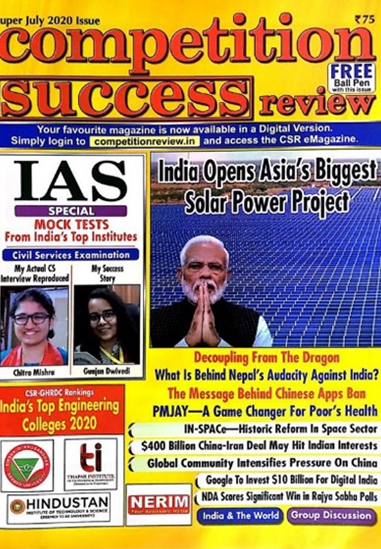 uper July 2020 Issue
₹75
competition
success review
FREE
Ball Pen
with this issue
Your favourite magazine is now available in a Digital Version.
Simply login to competitionreview.in and access the CSR eMagazine.
IAS
SPECIAL
MOCK TESTS
From India's Top Institutes
Civil Services Examination
My Actual CS
Interview Reproduced
My Success
Story
Chitra Mishra
Gunjan Dwivedi
India Opens Asia's Biggest
Solar Power Project
Decoupling From The Dragon
What Is Behind Nepal's Audacity Against India?
The Message Behind Chinese Apps Ban
PMJAY—A Game Changer For Poor's Health
IN-SPACe—Historic Reform In Space Sector
$400 Billion China-Iran Deal May Hit Indian Interests
Global Community Intensifies Pressure On China
Google To Invest $10 Billion For Digital India
NDA Scores Significant Win in Rajya Sabha Polls
India & The World
Group Discussion
CSR-GHRDC Rankings
India's Top Engineering
Colleges 2020
ti
THAPAR INSTITUTE
HINDUSTAN
INSTITUTE OF TECHNOLOGY & SCIENCE
(DEEMED TO BE UNIVERSITY)
NERIM